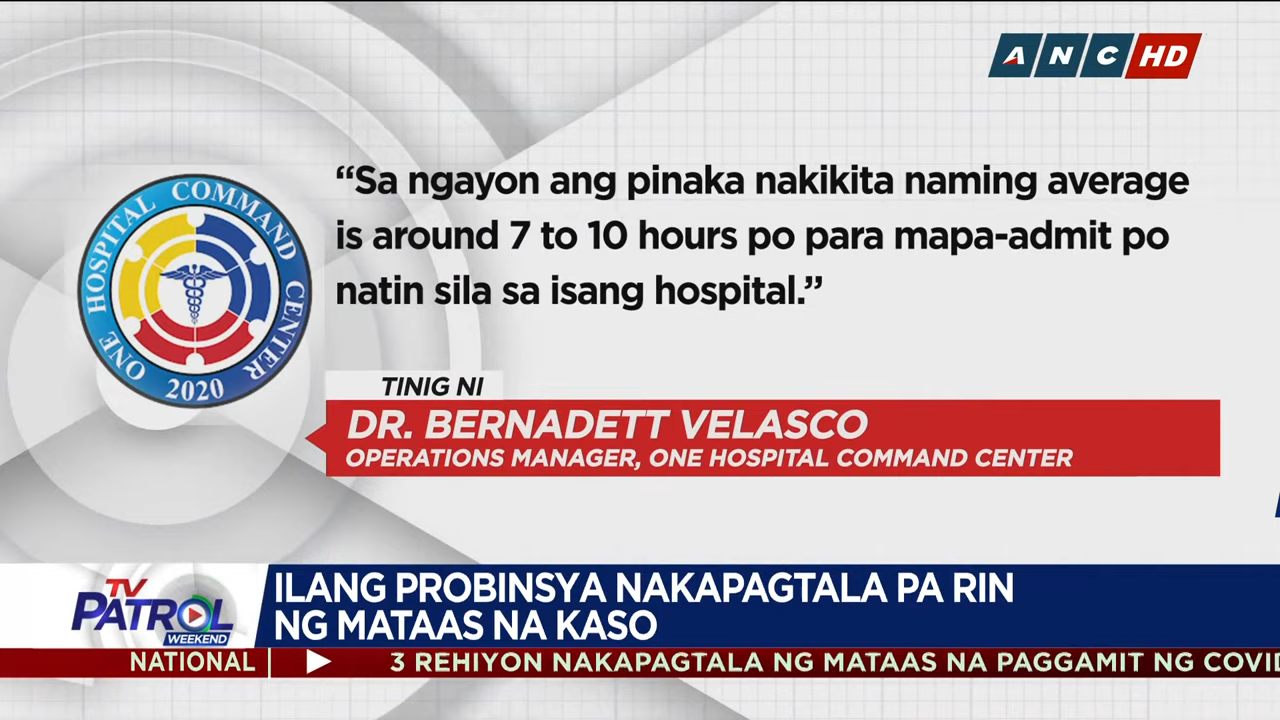 ANC HD
“Sa ngayon ang pinaka nakikita naming average
is around 7 to 10 hours po para mapa-admit po
natin sila sa isang hospital.”
ONE HOSPITAL COMMAND CENTER
2020
TINIG NI
DR. BERNADETT VELASCO
OPERATIONS MANAGER, ONE HOSPITAL COMMAND CENTER
TV
PATROL
WEEKEND
ILANG PROBINSYA NAKAPAGTALA PA RIN
NG MATAAS NA KASO
NATIONAL
3 REHIYON NAKAPAGTALA NG MATAAS NA PAGGAMIT NG COVID